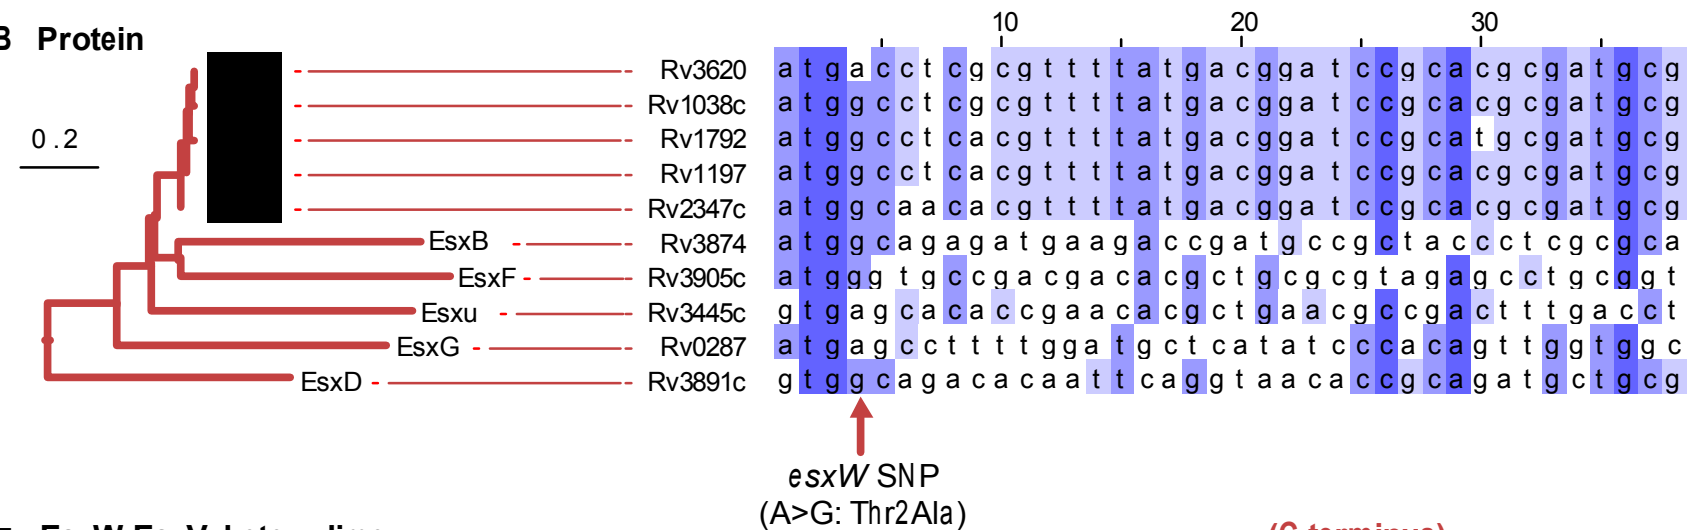 B Protein
10 20 30
0.2
Rv3620 a t g a c c t c g c g t t t t a t g a c g g a t c c g c a c g c g a t g c g
Rv1038c a t g g c c t c g c g t t t t a t g a c g g a t c c g c a c g c g a t g c g
Rv1792 a t g g c c t c a c g t t t t a t g a c g g a t c c g c a t g c g a t g c g
Rv1197 a t g g c c t c a c g t t t t a t g a c g g a t c c g c a c g c g a t g c g
Rv2347c a t g g c a a c a c g t t t t a t g a c g g a t c c g c a c g c g a t g c g
EsxB Rv3874 a t g g c a g a g a t g a a g a c c g a t g c c g c t a c c c t c g c g c a
EsxF Rv3905c a t g g g t g c c g a c g a c a c g c t g c g c g t a g a g c c t g c g g t
Esxu Rv3445c g t g a g c a c a c c g a a c a c g c t g a a c g c c g a c t t t g a c c t
EsxG Rv0287 a t g a g c c t t t t g g a t g c t c a t a t c c c a c a g t t g g t g g c
EsxD Rv3891c g t g g c a g a c a c a a t t c a g g t a a c a c c g c a g a t g c t g c g
esxW SNP
(A>G: Thr2Ala)